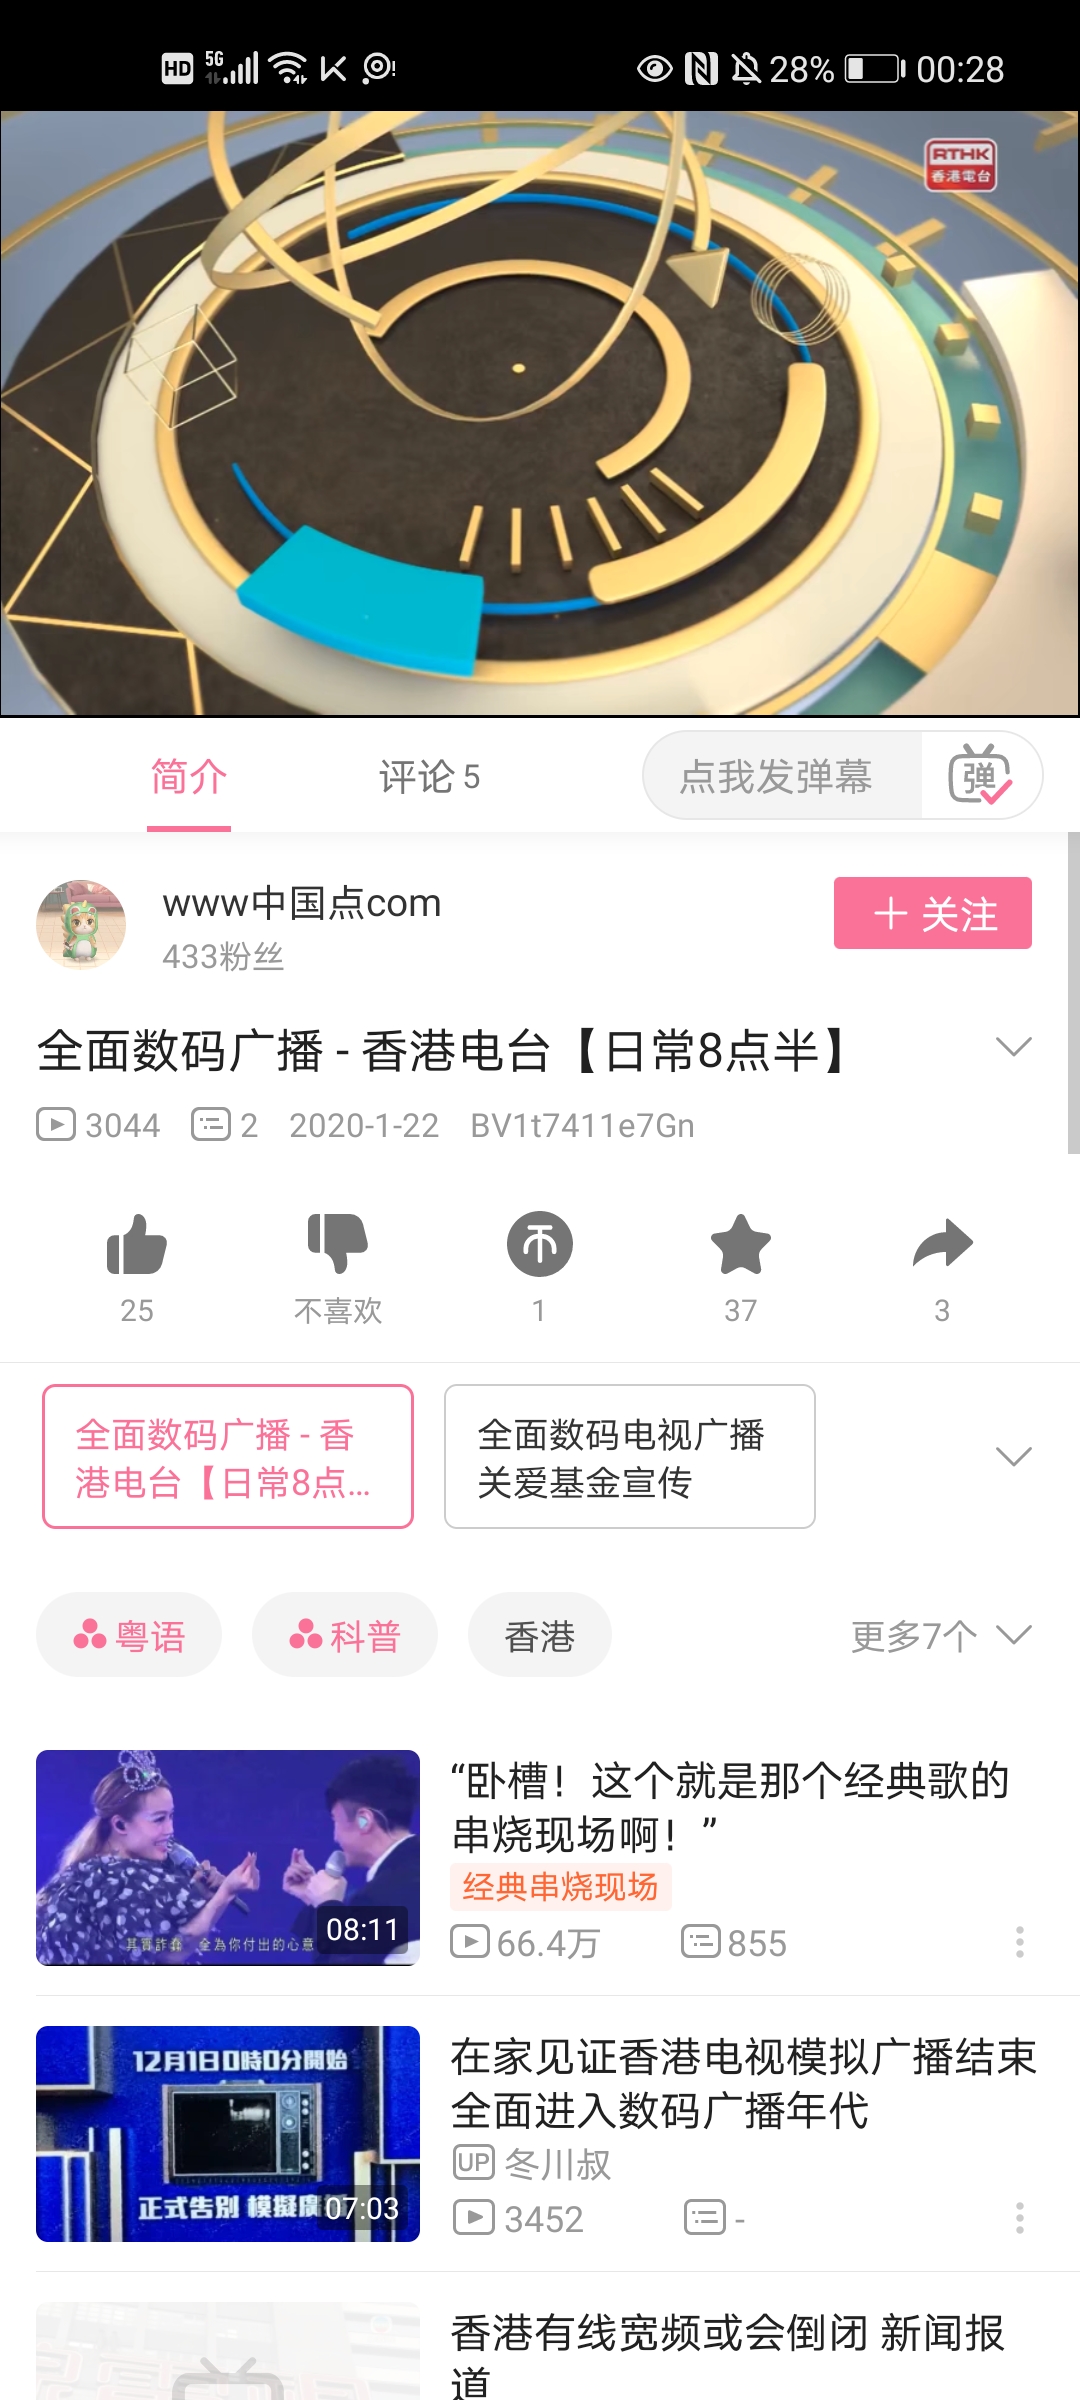 HD 5G 28% 00:28
RTHK
香港電台
简介 评论 5 点我发弹幕 弹
www中国点com
433粉丝
+ 关注
全面数码广播 - 香港电台【日常8点半】
3044 2 2020-1-22 BV1t7411e7Gn
25 不喜欢 1 37 3
全面数码广播 - 香
港电台【日常8点...
全面数码电视广播
关爱基金宣传
粤语 科普 香港 更多7个
“卧槽！这个就是那个经典歌的
串烧现场啊！”
经典串烧现场
66.4万 855
全為你付出的心意
08:11
在家见证香港电视模拟广播结束
全面进入数码广播年代
UP 冬川叔
3452 -
12月1日0時0分開始
正式告别 模擬廣
07:03
香港有线宽频或会倒闭 新闻报
道